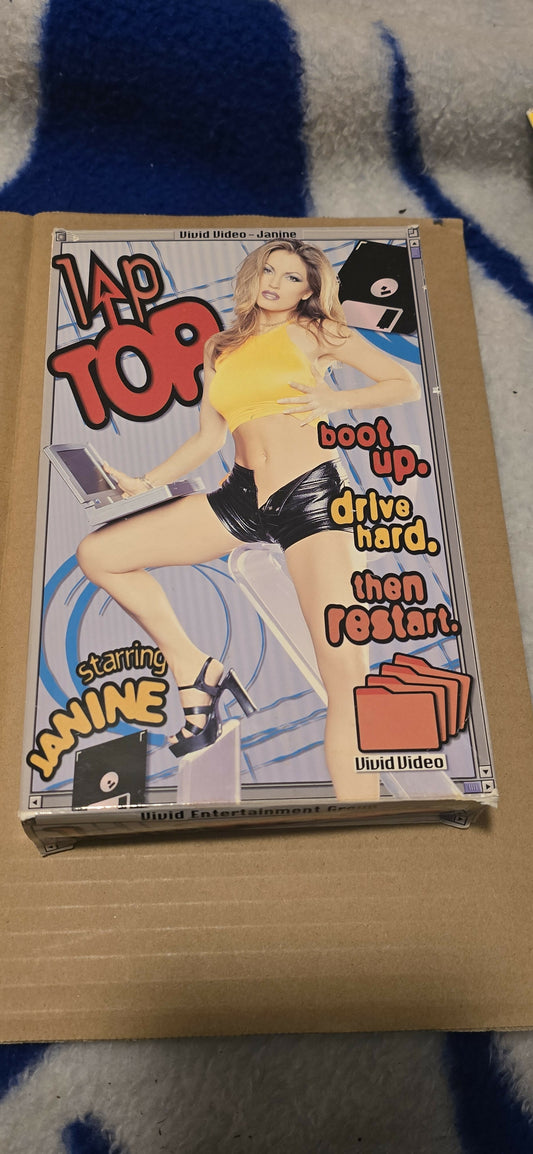 Vivid Video - Janine
lap
TOP
boot
up.
drive
hard.
then
restart.
starring
JANINE
Vivid Video
Vivid Entertainment Group